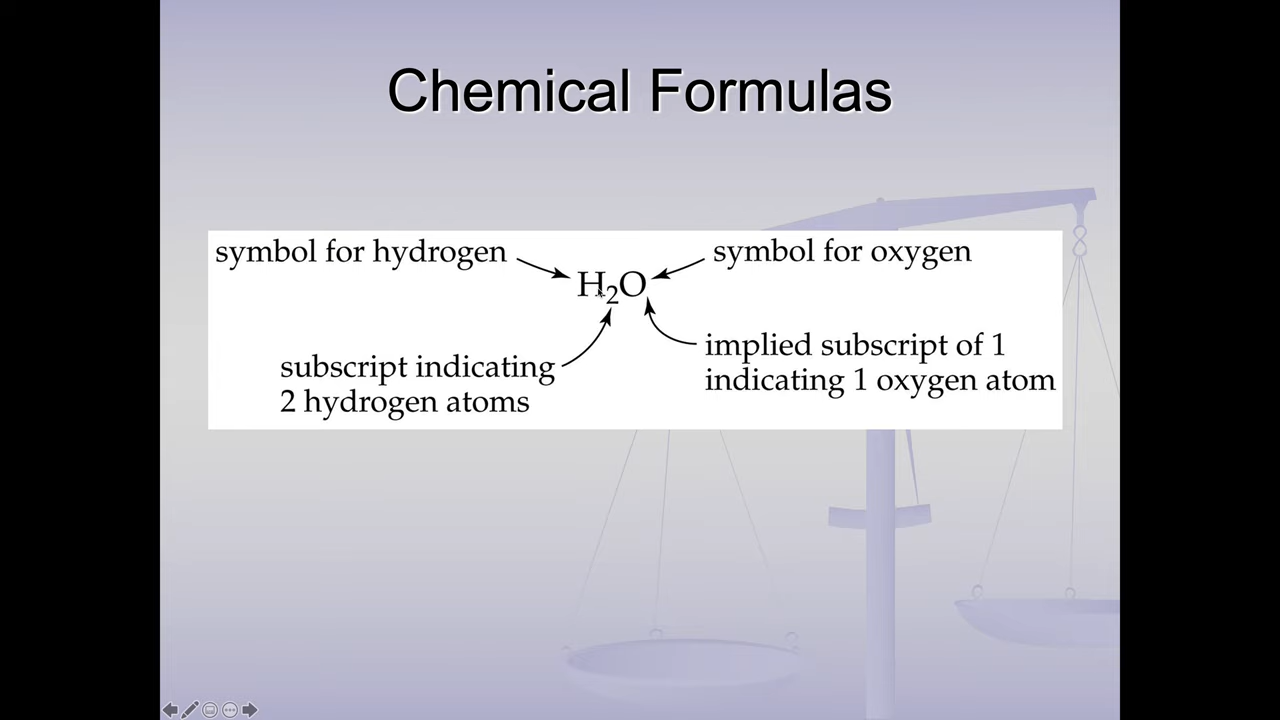 Chemical Formulas
symbol for hydrogen
symbol for oxygen
H₂O
implied subscript of 1
subscript indicating
indicating 1 oxygen atom
2 hydrogen atoms